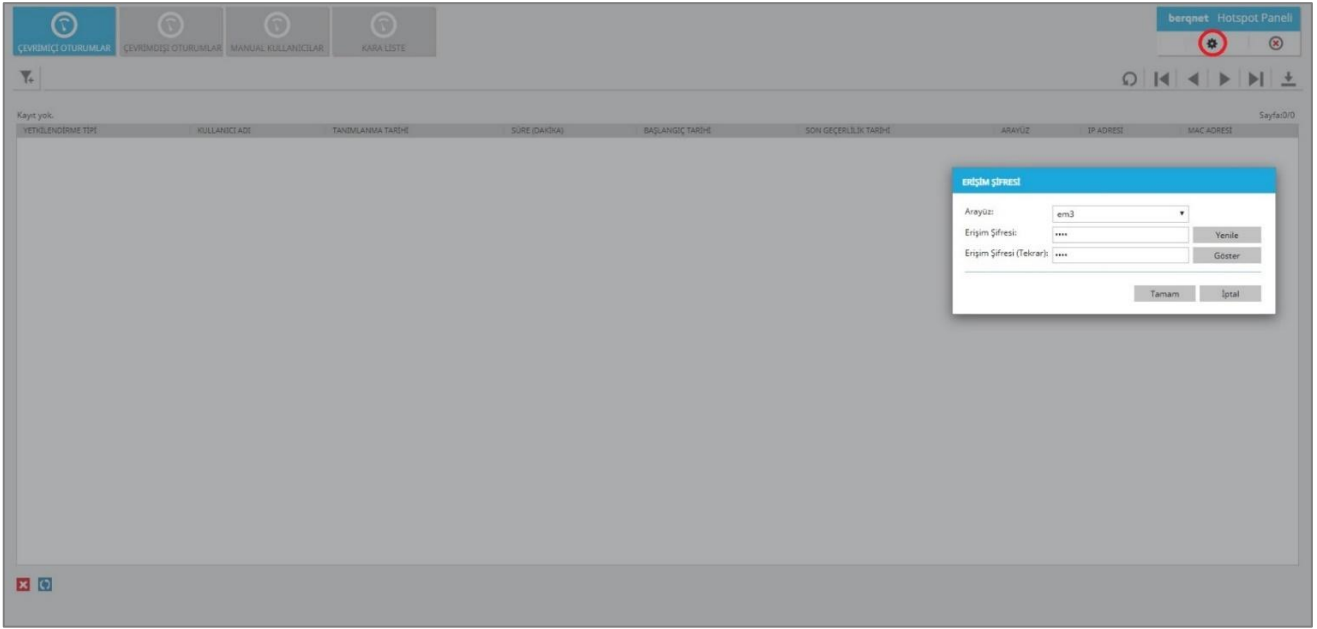 berqnet Hotspot Paneli
ÇEVRİMİÇİ OTURUMLAR ÇEVRİMDIŞI OTURUMLAR MANUAL KULLANICILAR KARA LİSTE
Kayıt yok.
Sayfa:0/0
YETKİLENDİRME TİPİ KULLANICI ADI TANIMLANMA TARİHİ SÜRE (DAKİKA) BAŞLANGIÇ TARİHİ SON GEÇERLİLİK TARİHİ ARAYÜZ IP ADRESİ MAC ADRESİ
ERİŞİM ŞİFRESİ
Arayüz: em3
Erişim Şifresi: •••• Yenile
Erişim Şifresi (Tekrar): •••• Göster
Tamam İptal